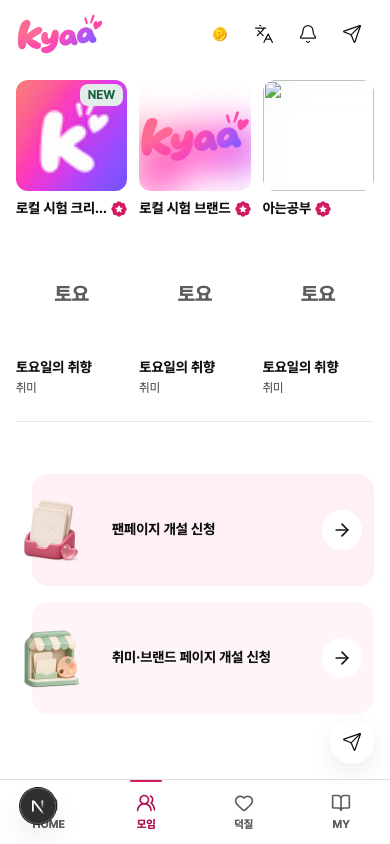 kyaa
NEW
K
kyaa
로컬 시험 크리...
로컬 시험 브랜드
아는공부
토요
토요
토요
토요일의 취향
토요일의 취향
토요일의 취향
취미
취미
취미
팬페이지 개설 신청
취미·브랜드 페이지 개설 신청
N
HOME
모임
덕질
MY